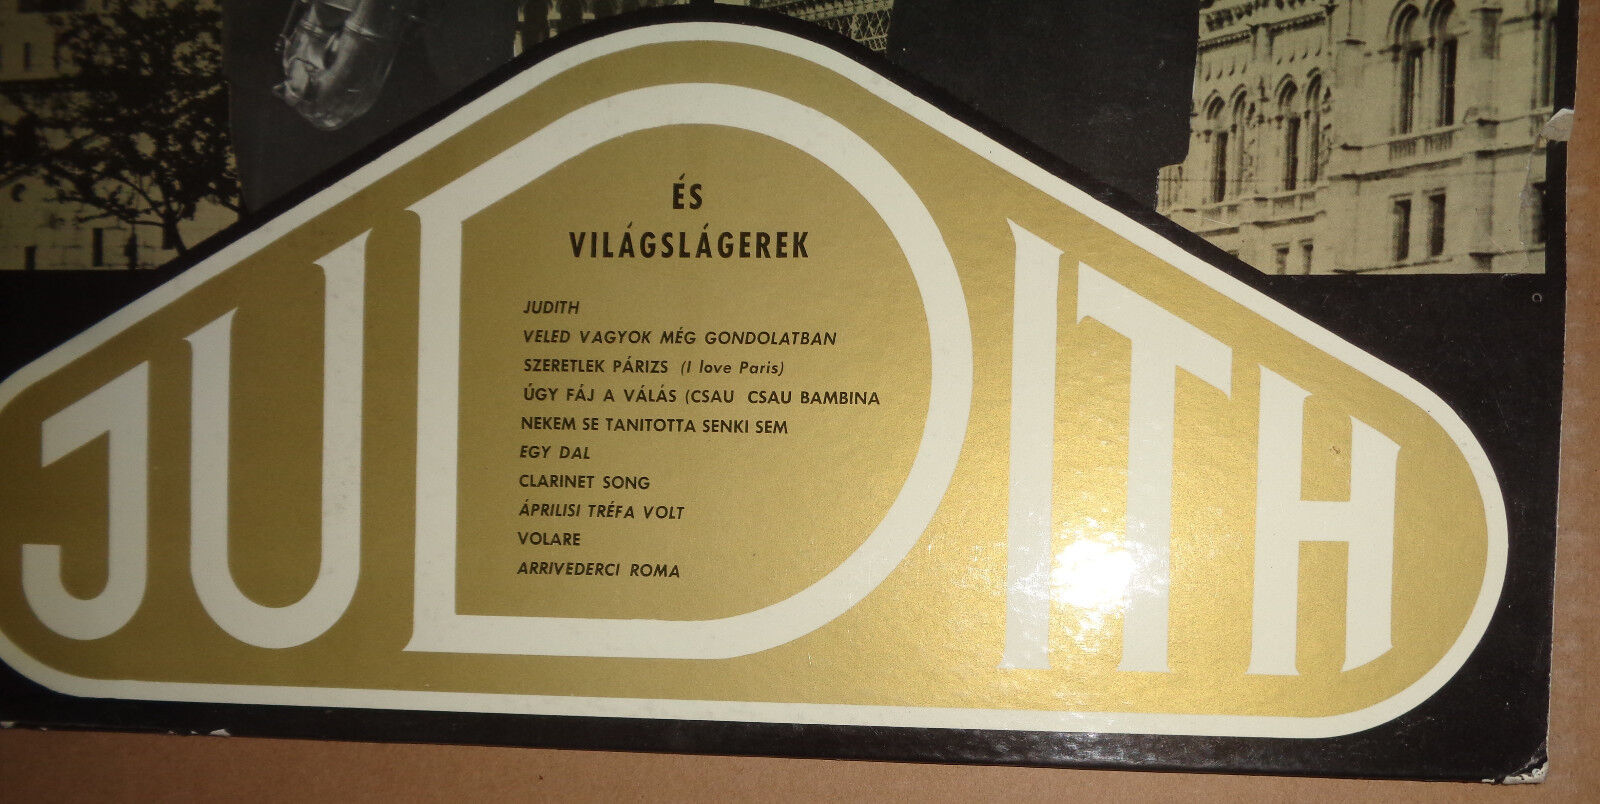 JUDITH
ÉS
VILÁGSLÁGEREK
JUDITH
VELED VAGYOK MÉG GONDOLATBAN
SZERETLEK PÁRIZS (I love Paris)
ÚGY FÁJ A VÁLÁS (CSAU CSAU BAMBINA
NEKEM SE TANITOTTA SENKI SEM
EGY DAL
CLARINET SONG
ÁPRILISI TRÉFA VOLT
VOLARE
ARRIVEDERCI ROMA